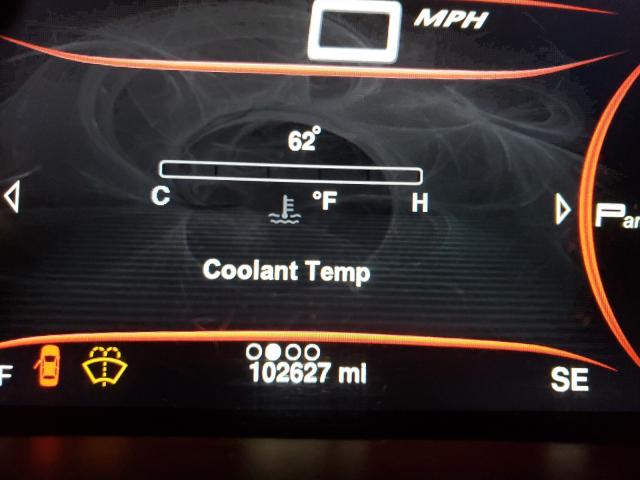 MPH
62°
C °F H
Coolant Temp
102627 mi
SE
F